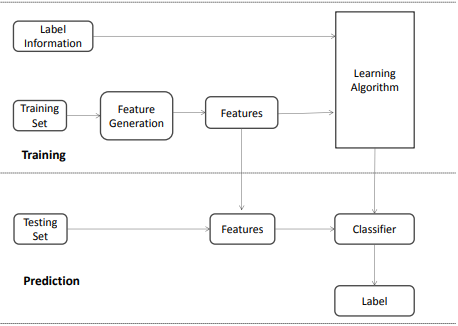 Label
Information
Learning
Algorithm
Training
Set
Feature
Generation
Features
Training
Testing
Set
Features
Classifier
Prediction
Label